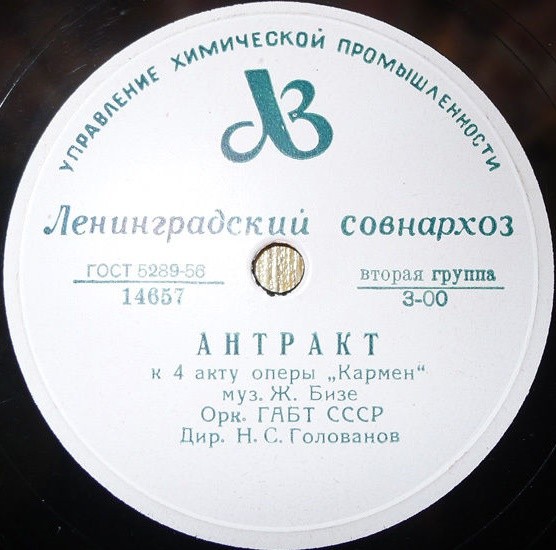 УПРАВЛЕНИЕ ХИМИЧЕСКОЙ ПРОМЫШЛЕННОСТИ
ЛЗ
Ленинградский совнархоз
ГОСТ 5289-56 вторая группа
14657 3-00
АНТРАКТ
к 4 акту оперы „Кармен“
муз. Ж. Бизе
Орк. ГАБТ СССР
Дир. Н. С. Голованов